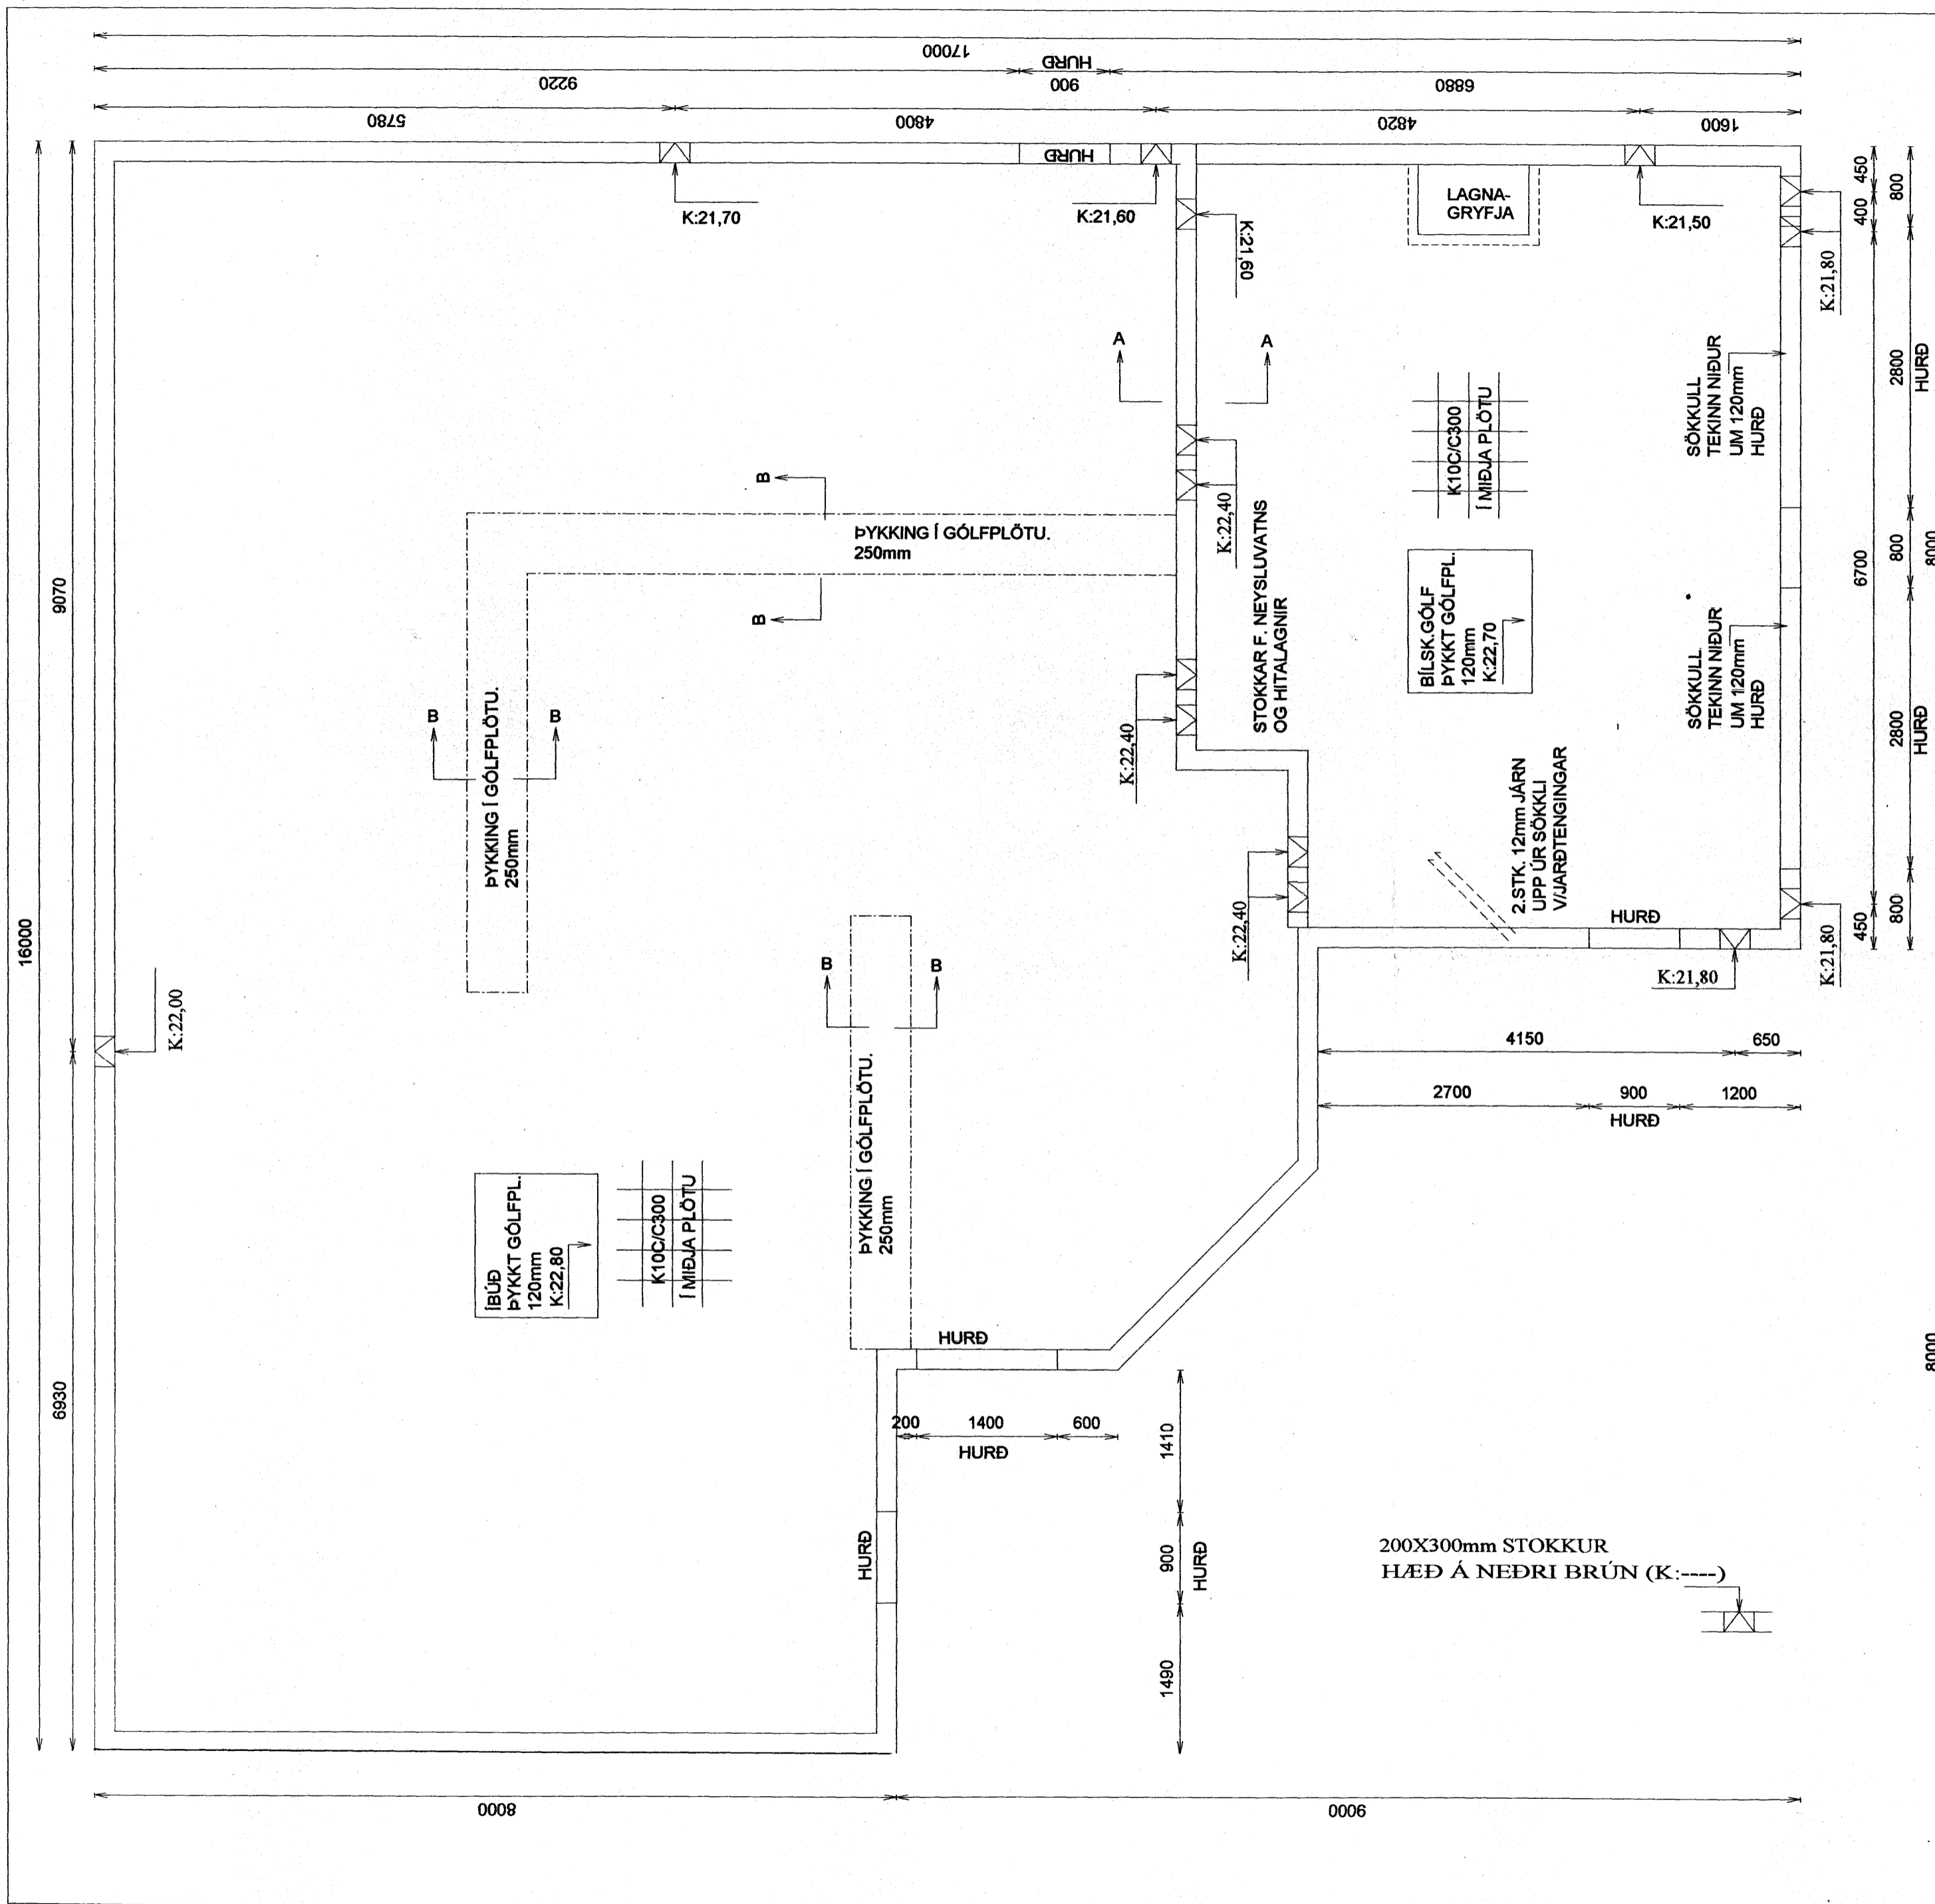 17000
9220
HURÐ
900
6880
5780
4800
4820
1600
HURÐ
K:21,70
K:21,60
K:21,60
LAGNA-
GRYFJA
K:21,50
450
400
800
K:21,80
A
A
B
B
ÞYKKING Í GÓLFPLÖTU.
250mm
K:22,40
STOKKAR F. NEYSLUVATNS
OG HITALAGNIR
K10C/C300
Í MIÐJA PLÖTU
SÖKKULL
TEKINN NIÐUR
UM 120mm
HURÐ
2800
HURÐ
BÍLSK.GÓLF
ÞYKKT GÓLFPL.
120mm
K:22,70
6700
800
8000
SÖKKULL
TEKINN NIÐUR
UM 120mm
HURÐ
2800
HURÐ
16000
9070
B
B
ÞYKKING Í GÓLFPLÖTU.
250mm
K:22,40
2.STK. 12mm JÁRN
UPP ÚR SÖKKLI
V/JARÐTENGINGAR
HURÐ
K:22,40
450
800
K:21,80
K:21,80
K:22,00
B
B
ÞYKKING Í GÓLFPLÖTU.
250mm
4150
650
2700
900
1200
HURÐ
ÍBÚÐ
ÞYKKT GÓLFPL.
120mm
K:22,80
K10C/C300
Í MIÐJA PLÖTU
6930
HURÐ
8000
200
1400
600
HURÐ
1410
HURÐ
900
HURÐ
1490
200X300mm STOKKUR
HÆÐ Á NEÐRI BRÚN (K:----)
8000
9000